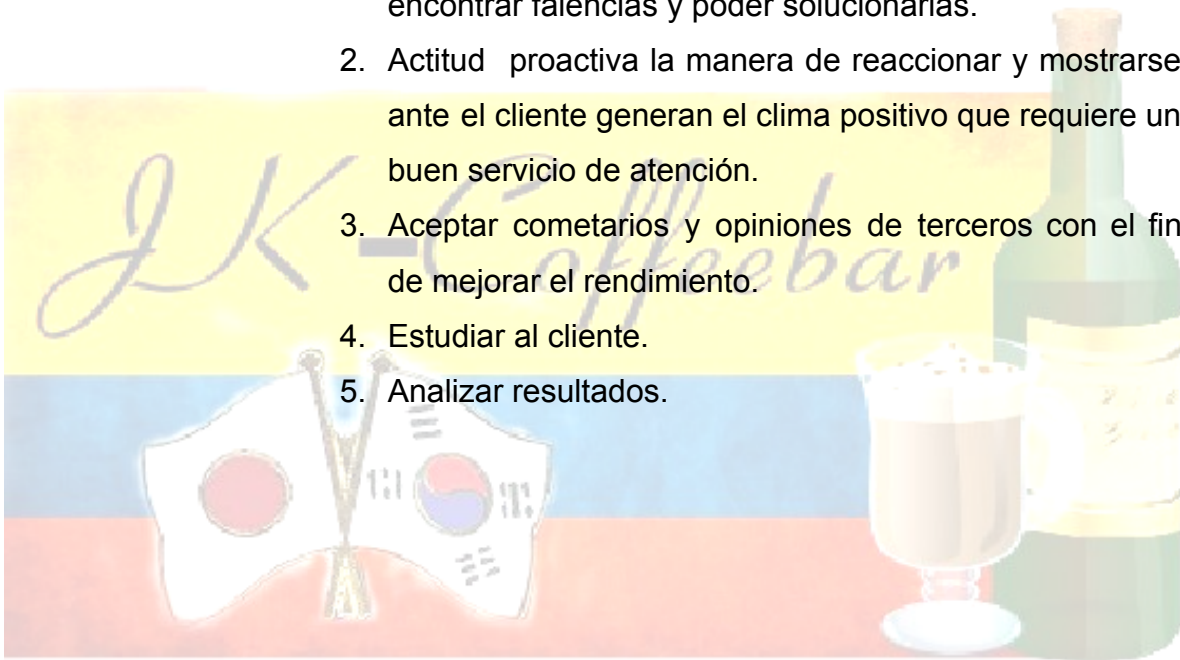 encontrar falencias y poder solucionarlas.
2. Actitud proactiva la manera de reaccionar y mostrarse
ante el cliente generan el clima positivo que requiere un
buen servicio de atención.
3. Aceptar cometarios y opiniones de terceros con el fin
de mejorar el rendimiento.
4. Estudiar al cliente.
5. Analizar resultados.
JK-Coffeebar